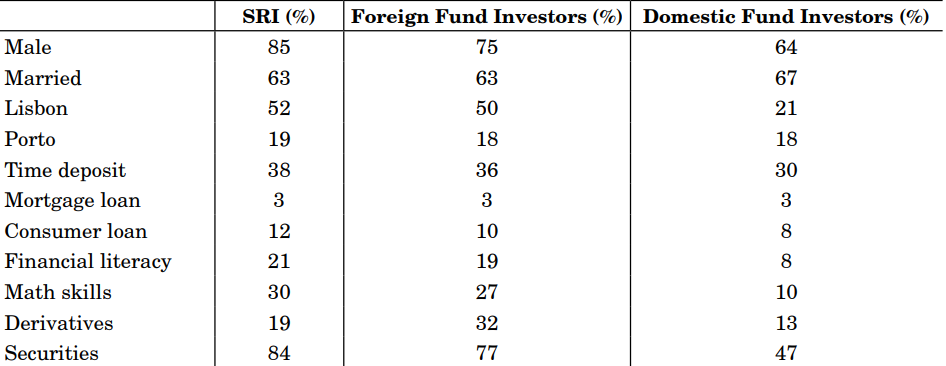 SRI (%) Foreign Fund Investors (%) Domestic Fund Investors (%)
Male 85 75 64
Married 63 63 67
Lisbon 52 50 21
Porto 19 18 18
Time deposit 38 36 30
Mortgage loan 3 3 3
Consumer loan 12 10 8
Financial literacy 21 19 8
Math skills 30 27 10
Derivatives 19 32 13
Securities 84 77 47